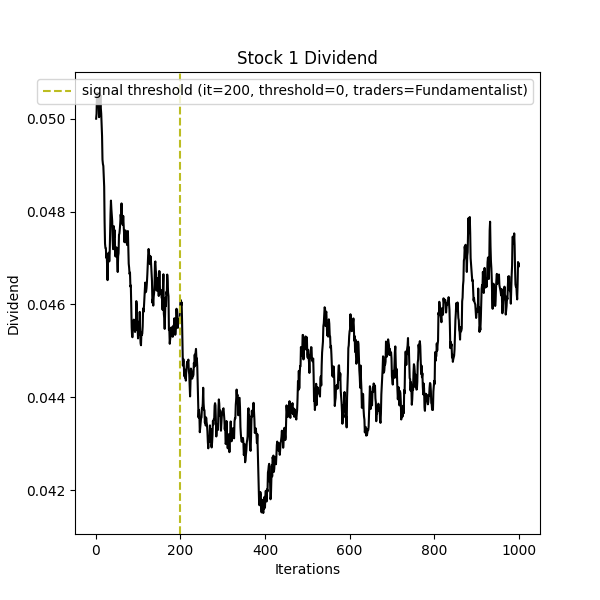 Stock 1 Dividend
signal threshold (it=200, threshold=0, traders=Fundamentalist)
0.050
0.048
0.046
0.044
0.042
Dividend
0 200 400 600 800 1000
Iterations